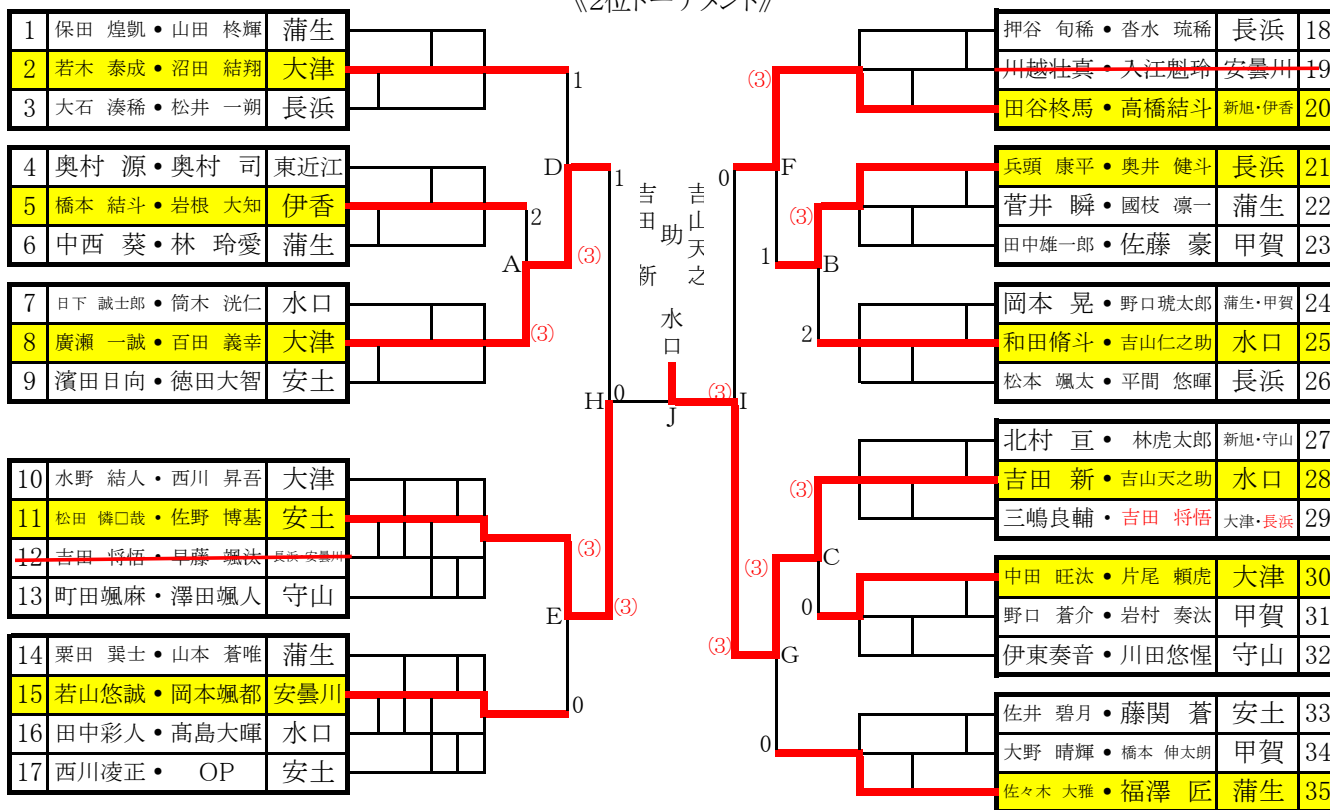 《2位トーナメント》
1 保田 煌凱 • 山田 柊輝 蒲生
2 若木 泰成 • 沼田 結翔 大津
3 大石 湊稀 • 松井 一朔 長浜
4 奥村 源 • 奥村 司 東近江
5 橋本 結斗 • 岩根 大知 伊香
6 中西 葵 • 林 玲愛 蒲生
7 日下 誠士郎 • 筒木 洸仁 水口
8 廣瀬 一誠 • 百田 義幸 大津
9 濱田日向 • 徳田大智 安土
10 水野 結人 • 西川 昇吾 大津
11 松田 憐□哉 • 佐野 博基 安土
12 吉田 将悟 • 早藤 颯汰 長浜・安曇川
13 町田颯麻 • 澤田颯人 守山
14 栗田 巽士 • 山本 蒼唯 蒲生
15 若山悠誠 • 岡本颯都 安曇川
16 田中彩人 • 髙島大暉 水口
17 西川凌正 • OP 安土
1
D
1
2
A
(3)
(3)
H
0
(3)
E
(3)
0
吉田 新
吉山天之助
水口
J
(3)
I
(3)
0
F
(3)
1
B
2
(3)
(3)
C
0
(3)
G
0
押谷 旬稀 • 沓水 琉稀 長浜 18
川越壮真 • 入江魁玲 安曇川 19
田谷柊馬 • 高橋結斗 新旭・伊香 20
兵頭 康平 • 奥井 健斗 長浜 21
菅井 瞬 • 國枝 凛一 蒲生 22
田中雄一郎 • 佐藤 豪 甲賀 23
岡本 晃 • 野口琥太郎 蒲生・甲賀 24
和田脩斗 • 吉山仁之助 水口 25
松本 颯太 • 平間 悠暉 長浜 26
北村 亘 • 林虎太郎 新旭・守山 27
吉田 新 • 吉山天之助 水口 28
三嶋良輔 • 吉田 将悟 大津・長浜 29
中田 旺汰 • 片尾 頼虎 大津 30
野口 蒼介 • 岩村 奏汰 甲賀 31
伊東奏音 • 川田悠惺 守山 32
佐井 碧月 • 藤関 蒼 安土 33
大野 晴輝 • 橋本 伸太朗 甲賀 34
佐々木 大雅 • 福澤 匠 蒲生 35